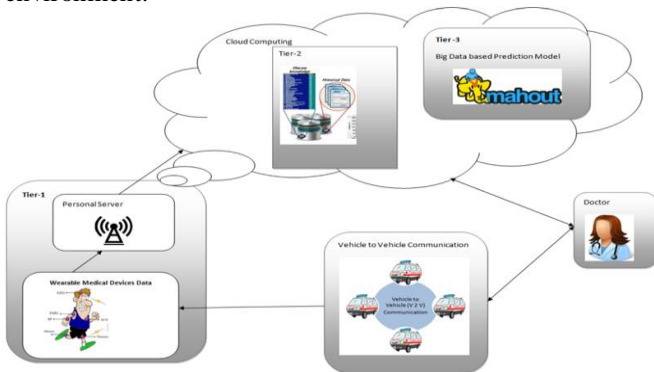 environment.
Cloud Computing
Tier-2
Tier-3
Big Data based Prediction Model
mahout
Tier-1
Personal Server
Wearable Medical Devices Data
Vehicle to Vehicle Communication
Vehicle to
Vehicle (V 2 V)
Communication
Doctor